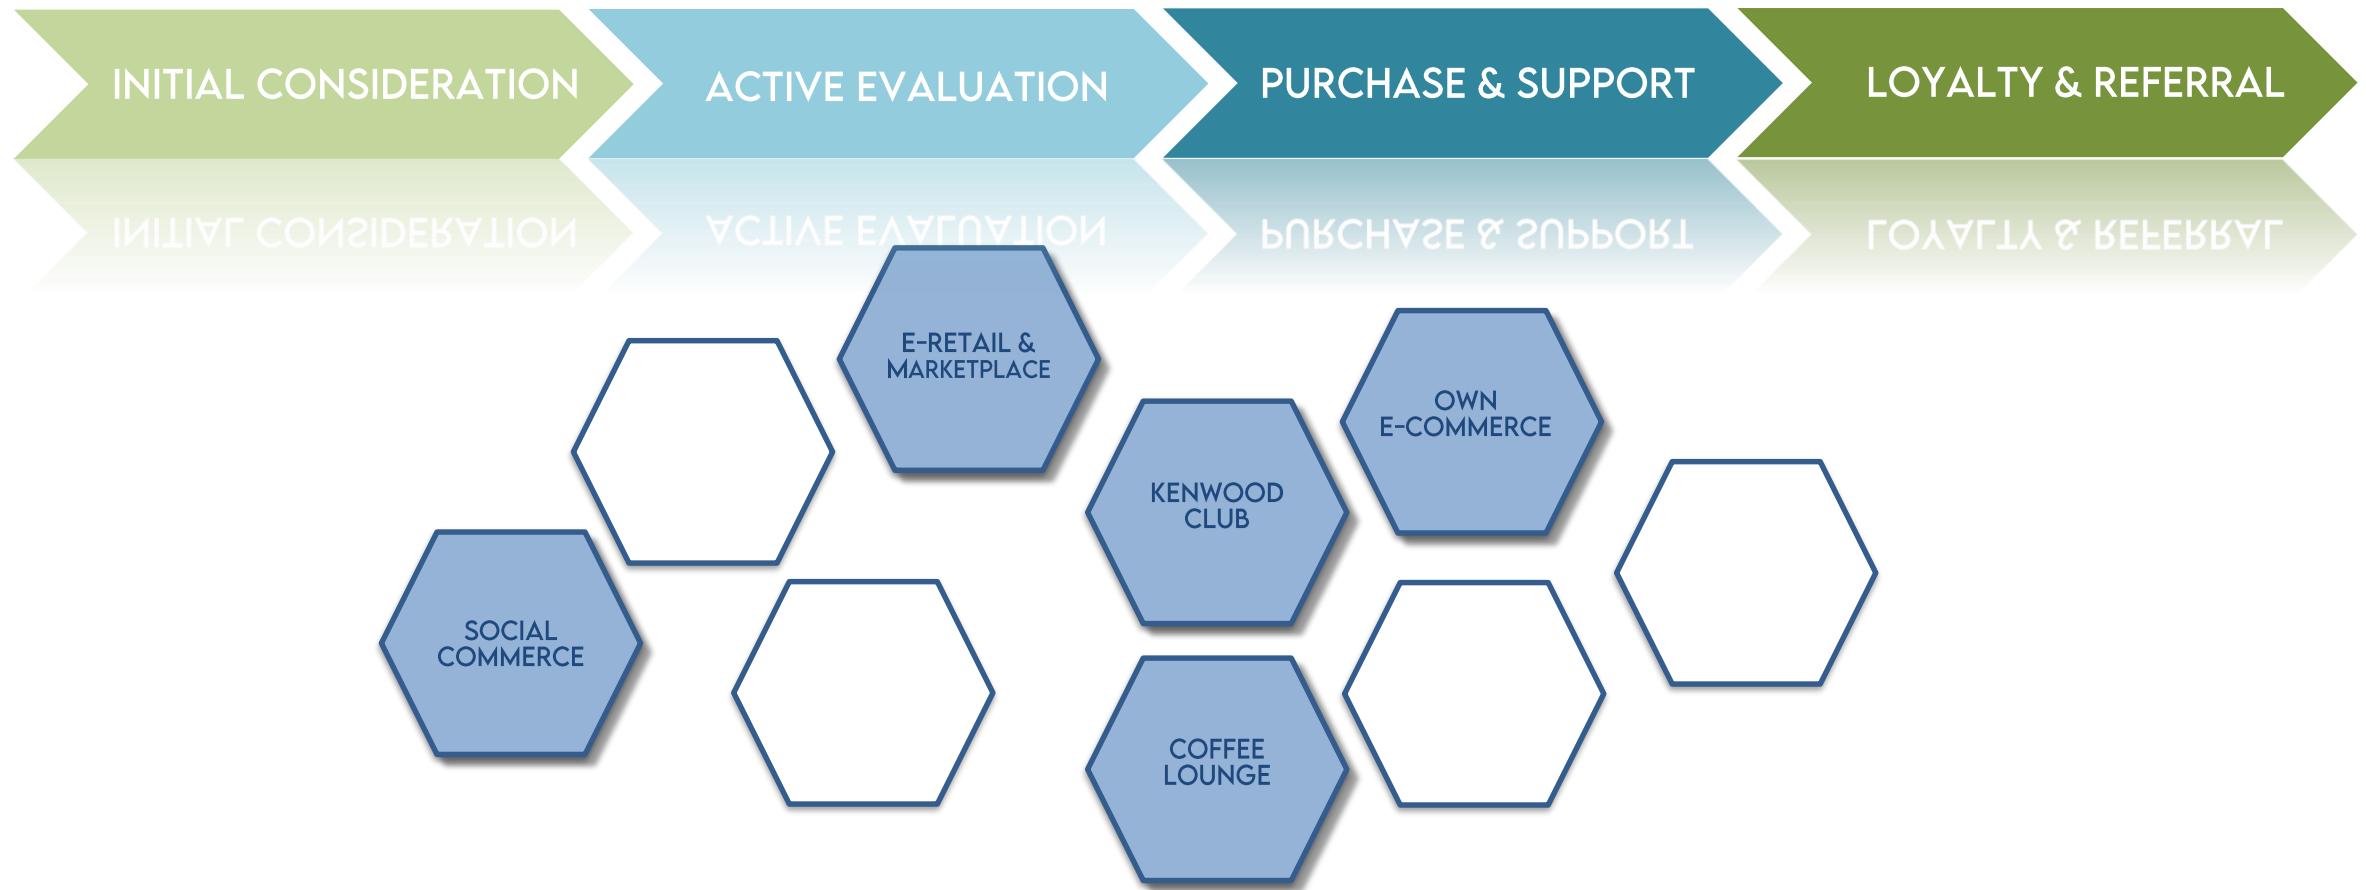 INITIAL CONSIDERATION
ACTIVE EVALUATION
PURCHASE & SUPPORT
LOYALTY & REFERRAL
E-RETAIL &
MARKETPLACE
OWN
E-COMMERCE
KENWOOD
CLUB
SOCIAL
COMMERCE
COFFEE
LOUNGE